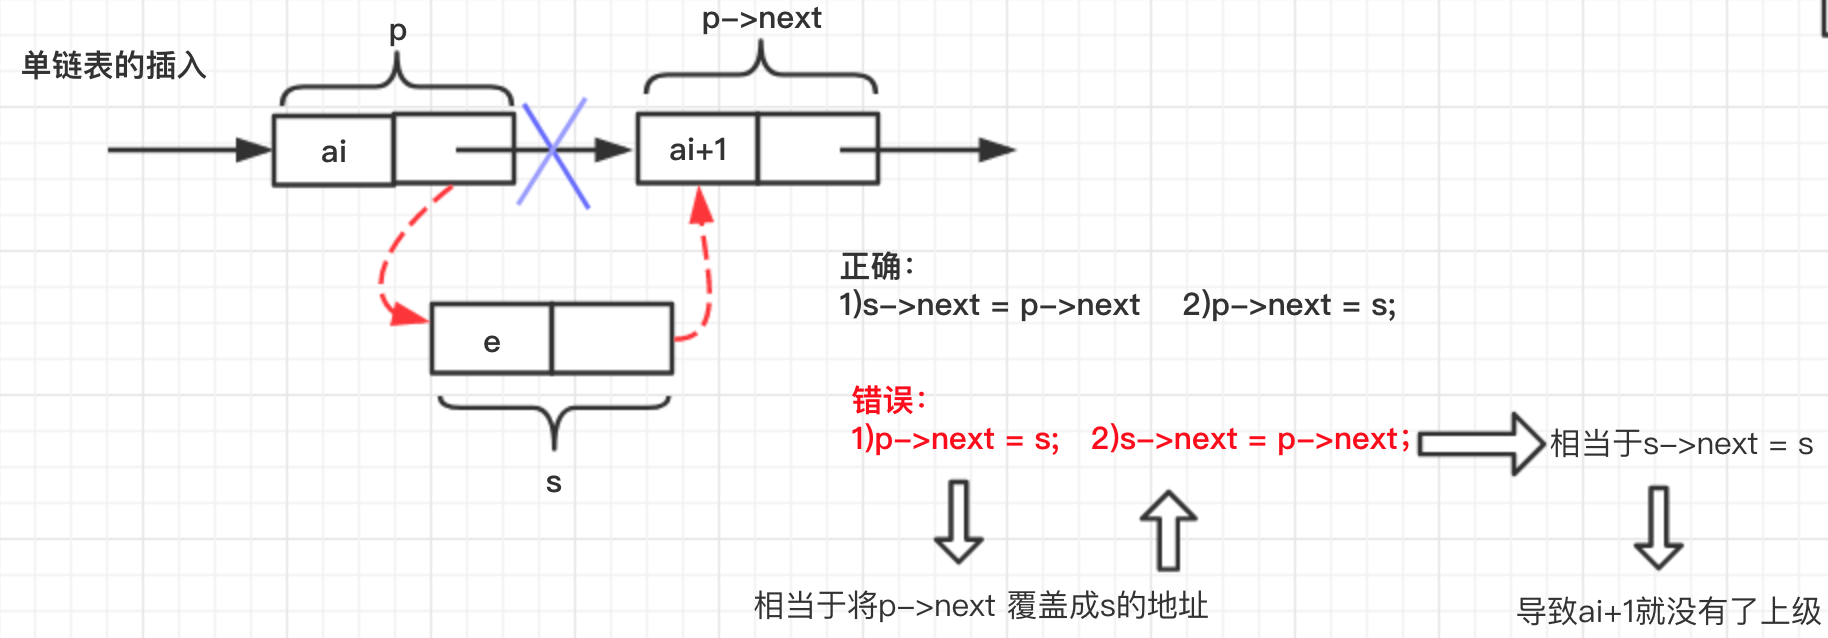 单链表的插入
p
p->next
ai
ai+1
e
s
正确：
1)s->next = p->next 2)p->next = s;
错误：
1)p->next = s; 2)s->next = p->next；
相当于s->next = s
相当于将p->next 覆盖成s的地址
导致ai+1就没有了上级